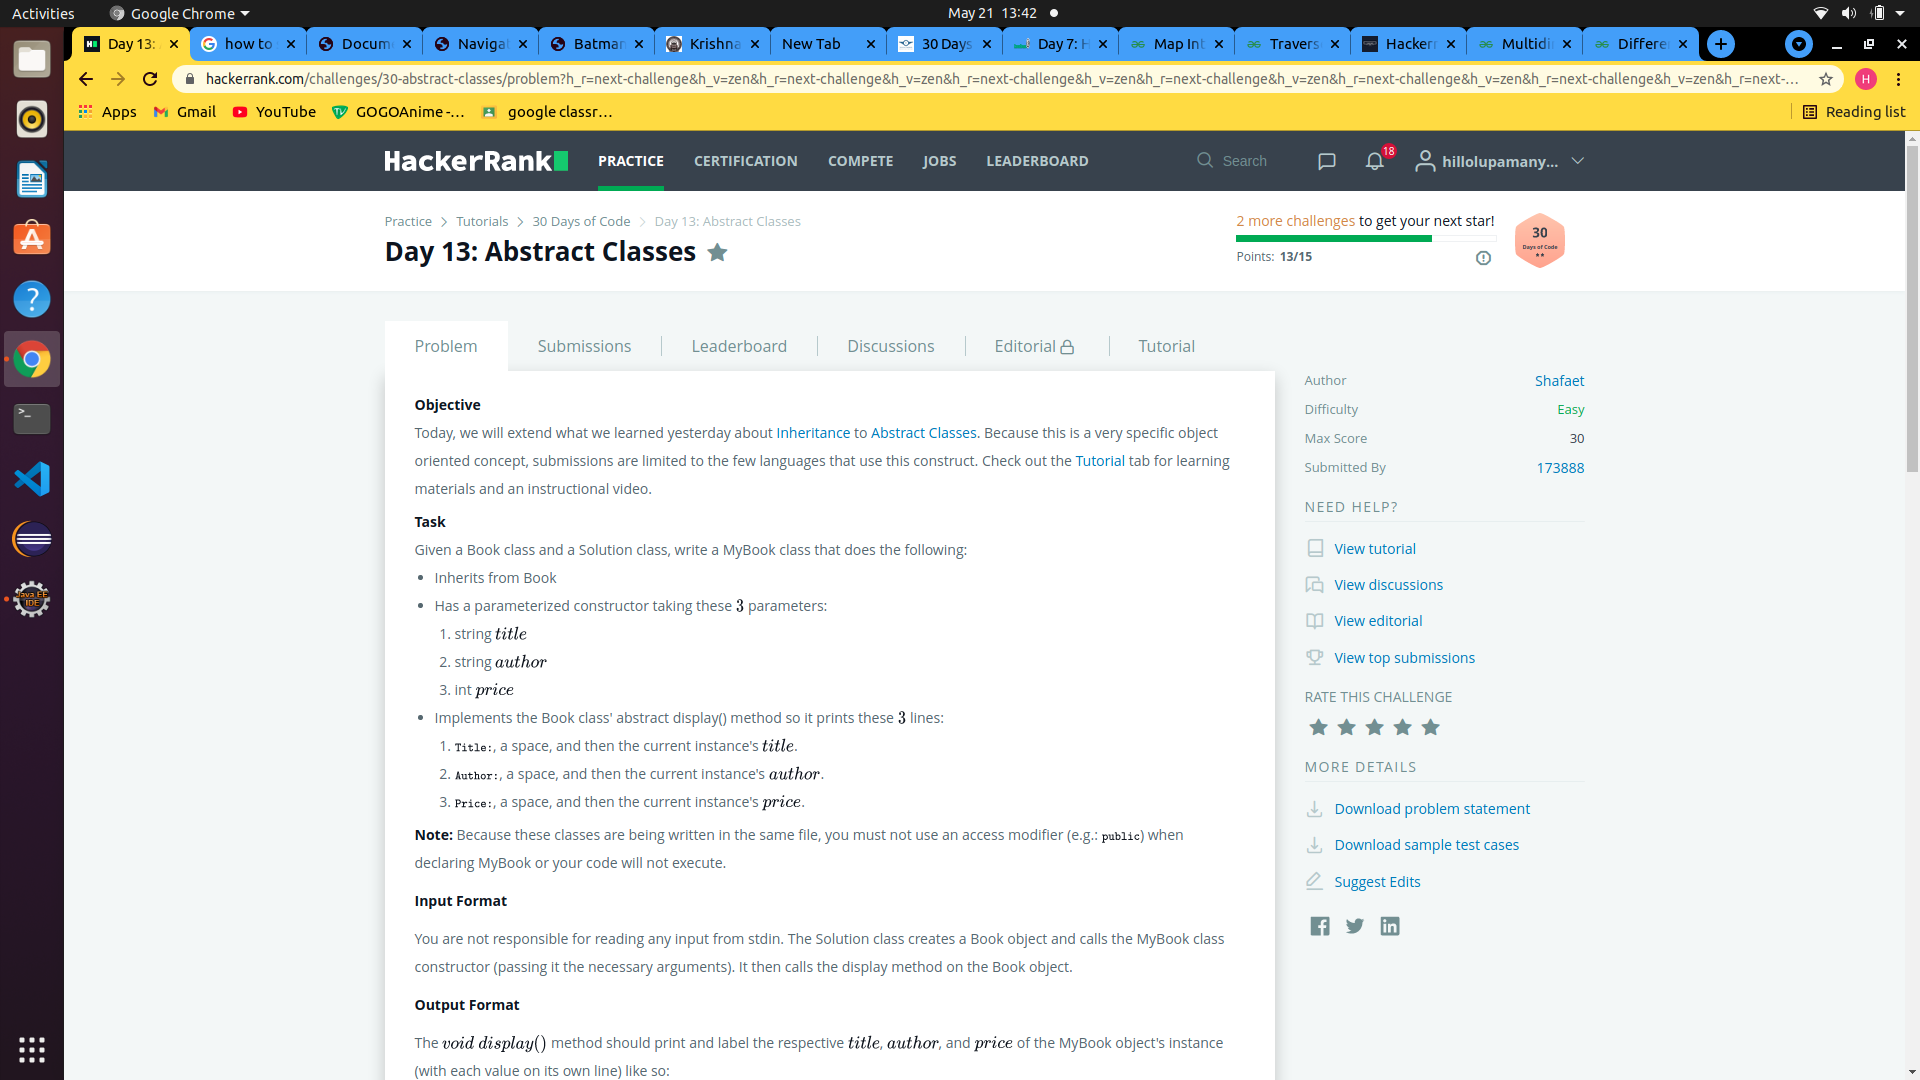 Activities
Google Chrome
May 21 13:42
Day 13:
how to
Docum
Naviga
Batman
Krishna
New Tab
30 Days
Day 7: H
Map Int
Travers
Hackerr
Multidi
Differe
hackerrank.com/challenges/30-abstract-classes/problem?h_r=next-challenge&h_v=zen&h_r=next-challenge&h_v=zen&h_r=next-challenge&h_v=zen&h_r=next-challenge&h_v=zen&h_r=next-challenge&h_v=zen&h_r=next-challenge&h_v=zen&h_r=next-...
H
Apps
Gmail
YouTube
GOGOAnime -...
google classr...
Reading list
HackerRank
PRACTICE
CERTIFICATION
COMPETE
JOBS
LEADERBOARD
Search
18
hillolupamany...
Practice > Tutorials > 30 Days of Code > Day 13: Abstract Classes
Day 13: Abstract Classes
2 more challenges to get your next star!
Points: 13/15
30
Days of Code
Problem
Submissions
Leaderboard
Discussions
Editorial
Tutorial
Objective
Today, we will extend what we learned yesterday about Inheritance to Abstract Classes. Because this is a very specific object
oriented concept, submissions are limited to the few languages that use this construct. Check out the Tutorial tab for learning
materials and an instructional video.
Task
Given a Book class and a Solution class, write a MyBook class that does the following:
• Inherits from Book
• Has a parameterized constructor taking these 3 parameters:
1. string title
2. string author
3. int price
• Implements the Book class' abstract display() method so it prints these 3 lines:
1. Title:, a space, and then the current instance's title.
2. Author:, a space, and then the current instance's author.
3. Price:, a space, and then the current instance's price.
Note: Because these classes are being written in the same file, you must not use an access modifier (e.g.: public) when
declaring MyBook or your code will not execute.
Input Format
You are not responsible for reading any input from stdin. The Solution class creates a Book object and calls the MyBook class
constructor (passing it the necessary arguments). It then calls the display method on the Book object.
Output Format
The void display() method should print and label the respective title, author, and price of the MyBook object's instance
(with each value on its own line) like so:
Author Shafaet
Difficulty Easy
Max Score 30
Submitted By 173888
NEED HELP?
View tutorial
View discussions
View editorial
View top submissions
RATE THIS CHALLENGE
MORE DETAILS
Download problem statement
Download sample test cases
Suggest Edits
Java EE
IDE